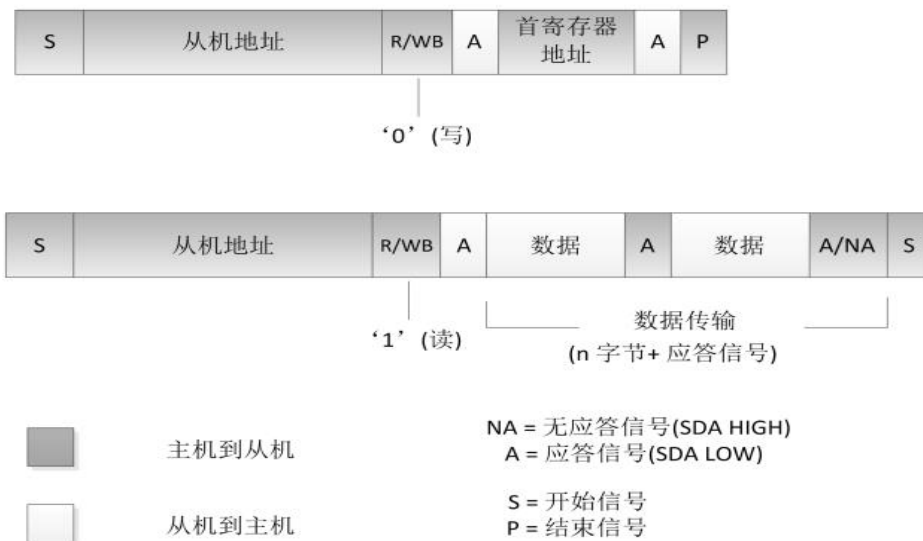 S 从机地址 R/WB A 首寄存器地址 A P
‘0’ (写)
S 从机地址 R/WB A 数据 A 数据 A/NA S
‘1’ (读)
数据传输
(n 字节+ 应答信号)
主机到从机
NA = 无应答信号(SDA HIGH)
A = 应答信号(SDA LOW)
从机到主机
S = 开始信号
P = 结束信号